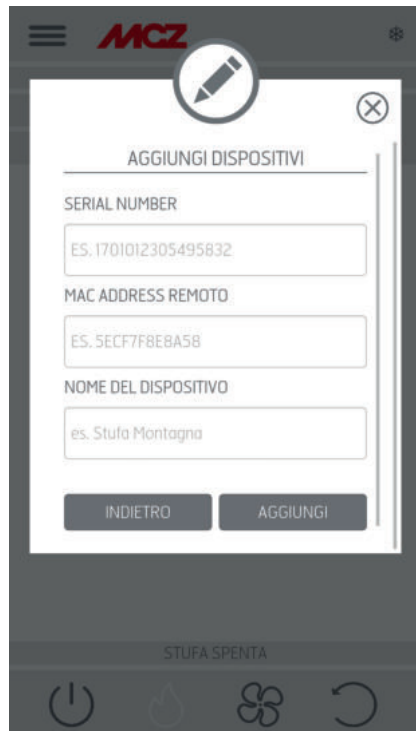 MCZ
AGGIUNGI DISPOSITIVI
SERIAL NUMBER
ES. 1701012305495832
MAC ADDRESS REMOTO
ES. 5ECF7F8E8A58
NOME DEL DISPOSITIVO
es. Stufa Montagna
INDIETRO AGGIUNGI
STUFA SPENTA